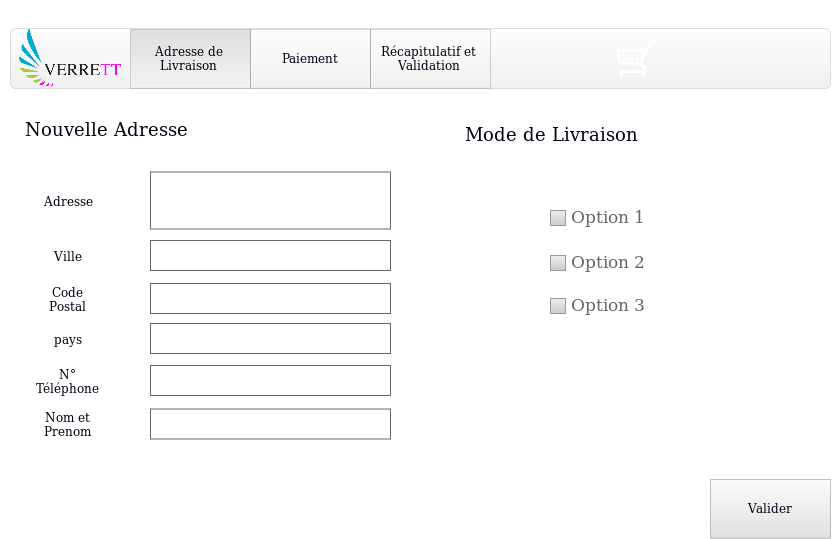 VERRETT
Adresse de
Livraison
Paiement
Récapitulatif et
Validation
Nouvelle Adresse
Mode de Livraison
Adresse
Ville
Code
Postal
pays
N°
Téléphone
Nom et
Prenom
Option 1
Option 2
Option 3
Valider